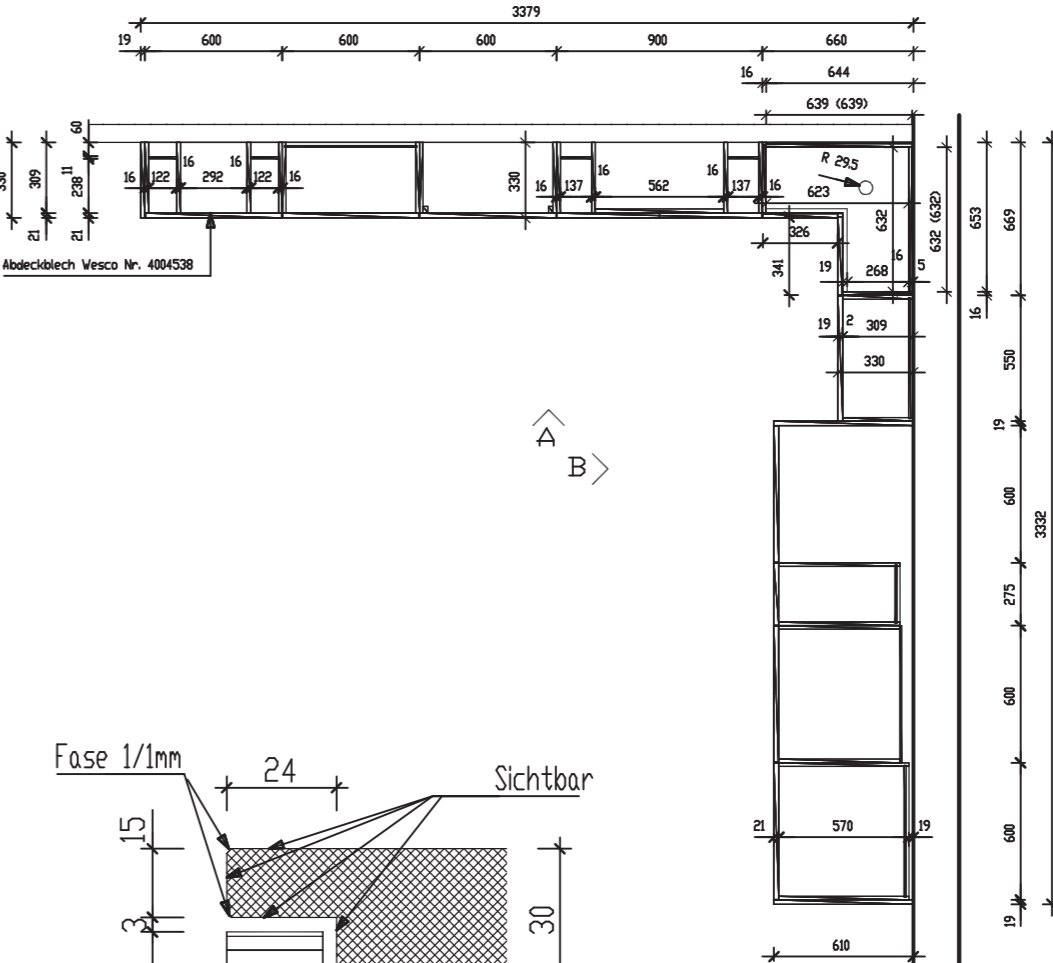 3379
19 600 600 600 900 660
16 644
639 (639)
60
330 309 11 238
16 122 16 292 16 122 16
330
16 137 16 562 16 137 16
R 29,5
623
632
632 (632)
653 669
21 21
326
341
16
19 268 5
Abdeckblech Wesco Nr. 4004538
16
19 2 309
330
550
19
A
B
600
3332
275
600
Fase 1/1mm
24
Sichtbar
15
21 570 19
600
3
30
19
610